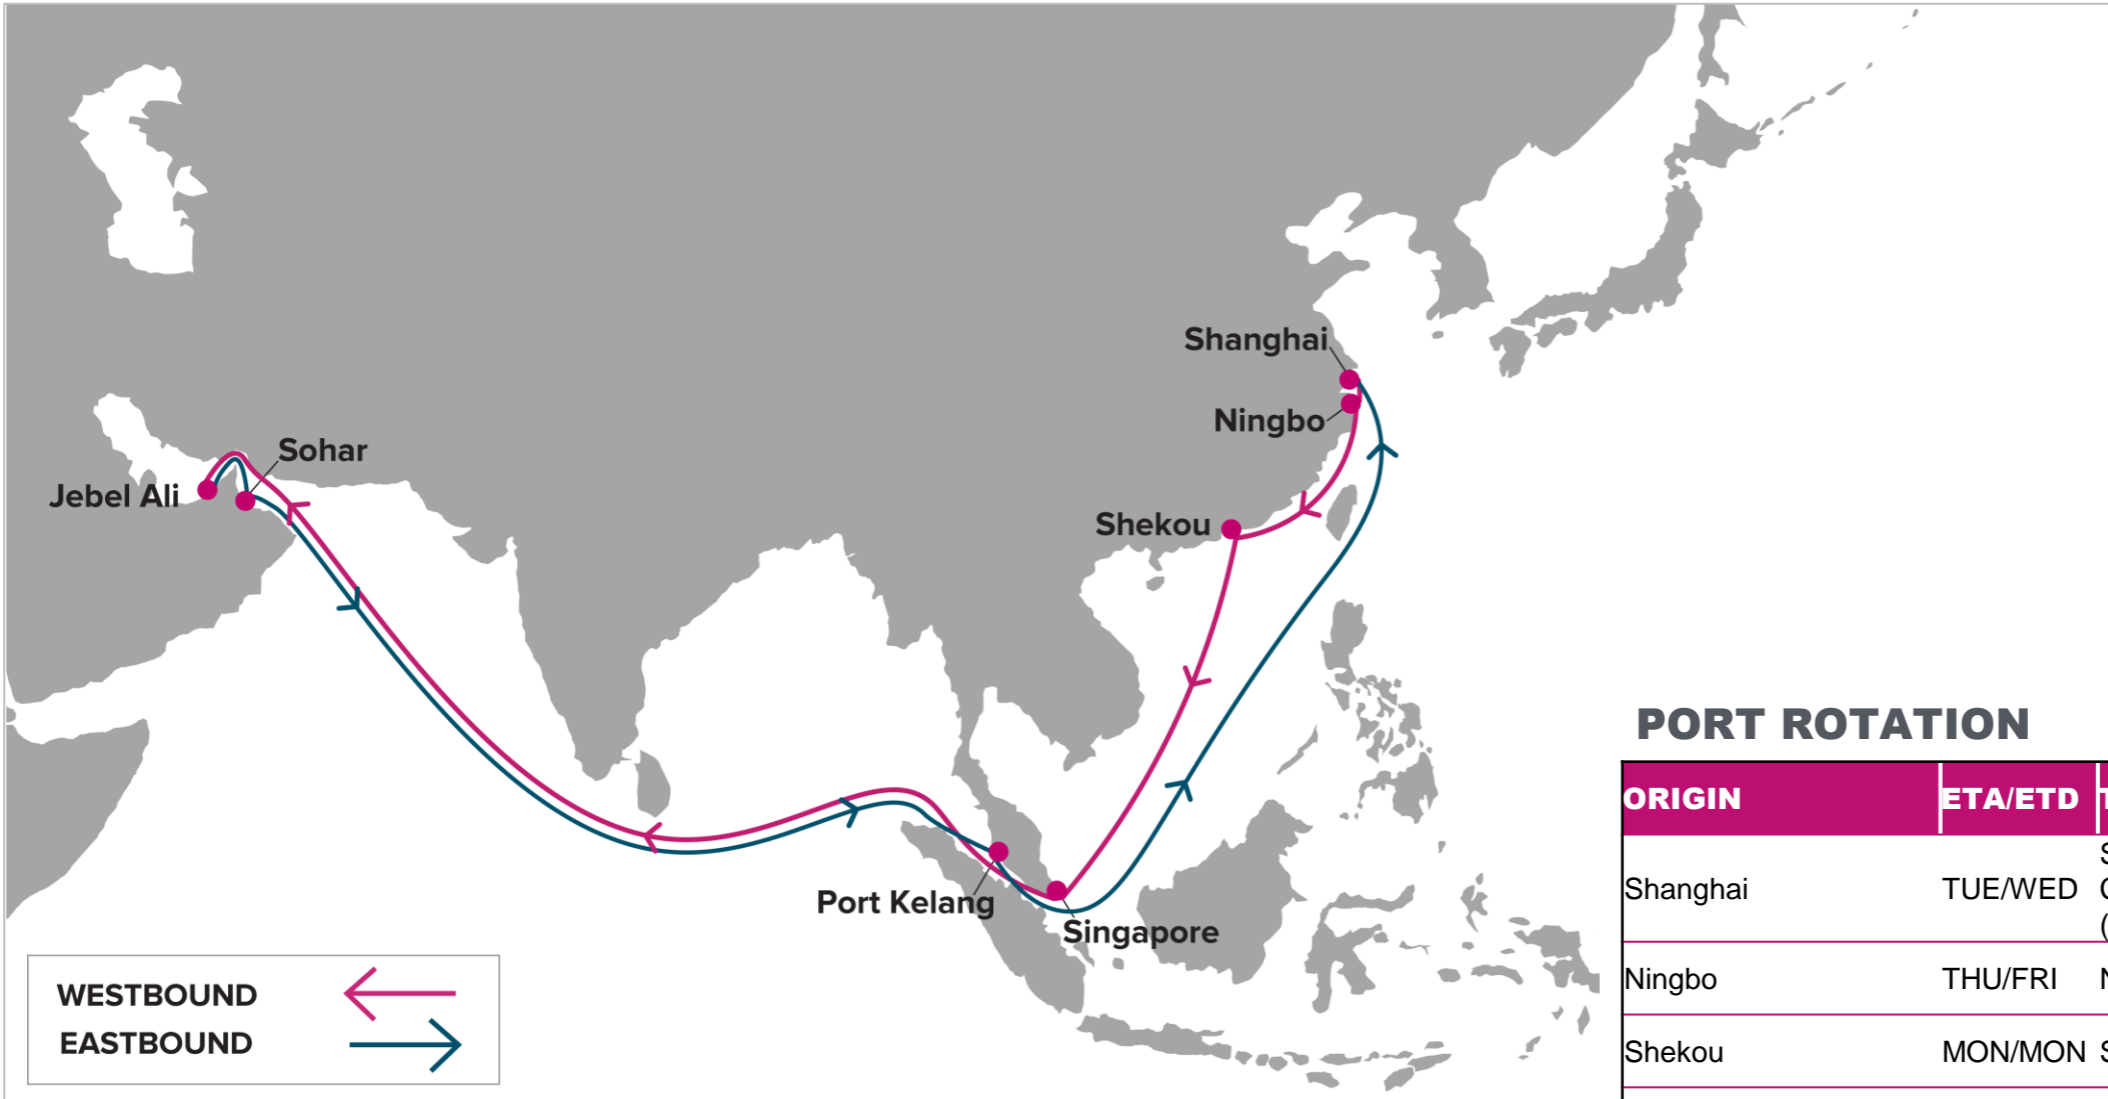 Shanghai
Ningbo
Sohar
Jebel Ali
Shekou
Port Kelang
Singapore
WESTBOUND
EASTBOUND
PORT ROTATION
ORIGIN ETA/ETD
Shanghai TUE/WED
Ningbo THU/FRI
Shekou MON/MON